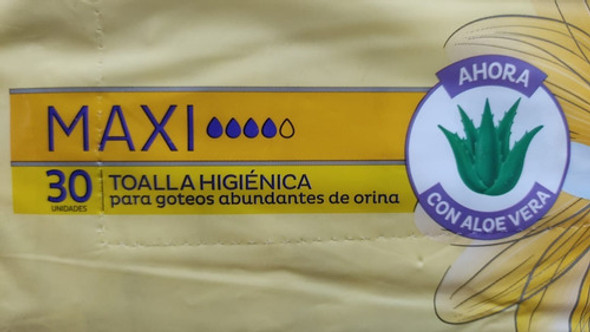 MAXI
30
UNIDADES
TOALLA HIGIÉNICA
para goteos abundantes de orina
AHORA
CON ALOE VERA